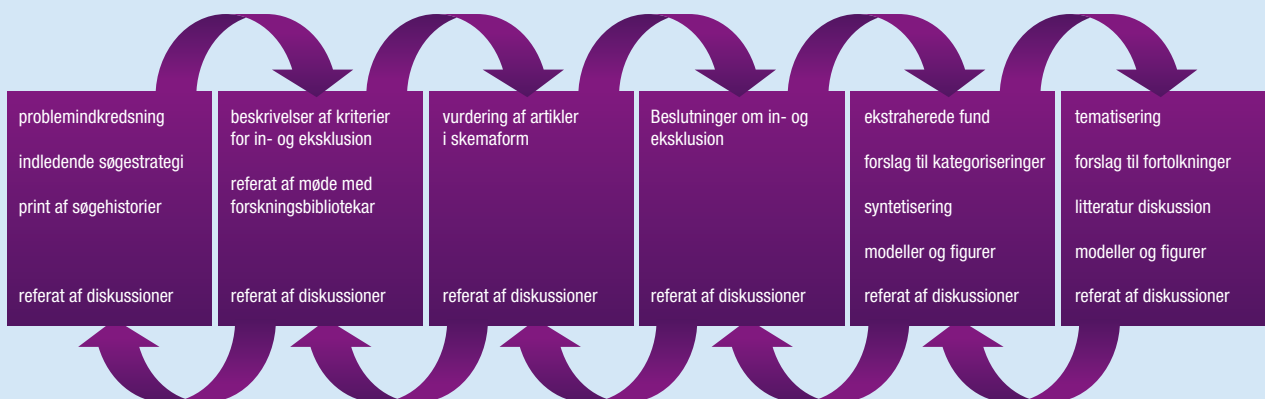 problemindkredsning
indledende søgestrategi
print af søgehistorier
referat af diskussioner
beskrivelser af kriterier
for in- og eksklusion
referat af møde med
forskningsbibliotekar
referat af diskussioner
vurdering af artikler
i skemaform
referat af diskussioner
Beslutninger om in- og
eksklusion
referat af diskussioner
ekstraherede fund
forslag til kategoriseringer
syntetisering
modeller og figurer
referat af diskussioner
tematisering
forslag til fortolkninger
litteratur diskussion
modeller og figurer
referat af diskussioner